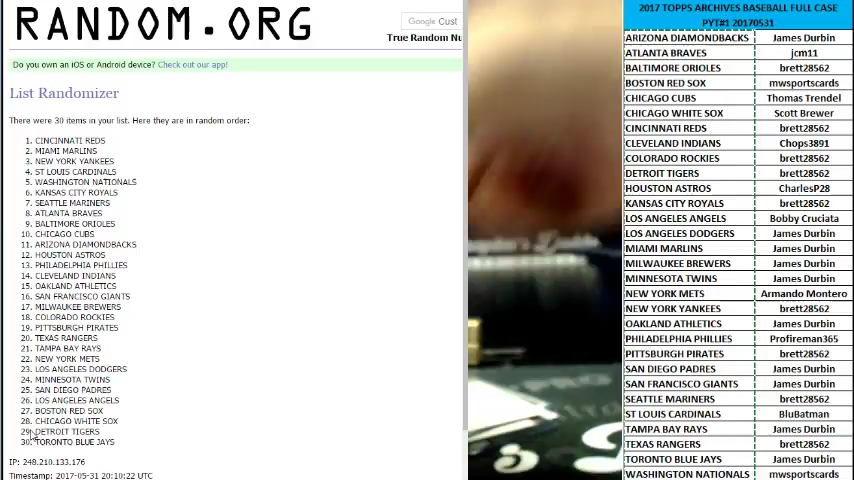 RANDOM.ORG
Google Cust
True Random Nu
Do you own an iOS or Android device? Check out our app!
List Randomizer
There were 30 items in your list. Here they are in random order:
1. CINCINNATI REDS
2. MIAMI MARLINS
3. NEW YORK YANKEES
4. ST LOUIS CARDINALS
5. WASHINGTON NATIONALS
6. KANSAS CITY ROYALS
7. SEATTLE MARINERS
8. ATLANTA BRAVES
9. BALTIMORE ORIOLES
10. CHICAGO CUBS
11. ARIZONA DIAMONDBACKS
12. HOUSTON ASTROS
13. PHILADELPHIA PHILLIES
14. CLEVELAND INDIANS
15. OAKLAND ATHLETICS
16. SAN FRANCISCO GIANTS
17. MILWAUKEE BREWERS
18. COLORADO ROCKIES
19. PITTSBURGH PIRATES
20. TEXAS RANGERS
21. TAMPA BAY RAYS
22. NEW YORK METS
23. LOS ANGELES DODGERS
24. MINNESOTA TWINS
25. SAN DIEGO PADRES
26. LOS ANGELES ANGELS
27. BOSTON RED SOX
28. CHICAGO WHITE SOX
29. DETROIT TIGERS
30. TORONTO BLUE JAYS
IP: 248.210.133.176
Timestamp: 2017-05-31 20:10:22 UTC
2017 TOPPS ARCHIVES BASEBALL FULL CASE
PYT#1 20170531
ARIZONA DIAMONDBACKS James Durbin
ATLANTA BRAVES jcm11
BALTIMORE ORIOLES brett28562
BOSTON RED SOX mwsportscards
CHICAGO CUBS Thomas Trendel
CHICAGO WHITE SOX Scott Brewer
CINCINNATI REDS brett28562
CLEVELAND INDIANS Chops3891
COLORADO ROCKIES brett28562
DETROIT TIGERS brett28562
HOUSTON ASTROS CharlesP28
KANSAS CITY ROYALS brett28562
LOS ANGELES ANGELS Bobby Cruciata
LOS ANGELES DODGERS James Durbin
MIAMI MARLINS James Durbin
MILWAUKEE BREWERS James Durbin
MINNESOTA TWINS James Durbin
NEW YORK METS Armando Montero
NEW YORK YANKEES brett28562
OAKLAND ATHLETICS James Durbin
PHILADELPHIA PHILLIES Profireman365
PITTSBURGH PIRATES brett28562
SAN DIEGO PADRES James Durbin
SAN FRANCISCO GIANTS James Durbin
SEATTLE MARINERS brett28562
ST LOUIS CARDINALS BluBatman
TAMPA BAY RAYS James Durbin
TEXAS RANGERS brett28562
TORONTO BLUE JAYS James Durbin
WASHINGTON NATIONALS mwsportscards